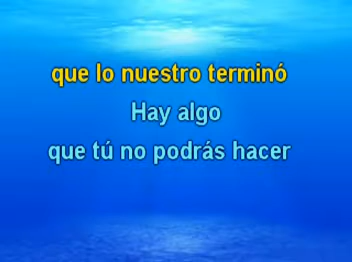 que lo nuestro terminó
Hay algo
que tú no podrás hacer